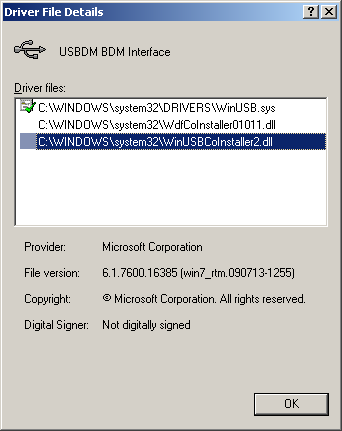 Driver File Details
USBDM BDM Interface
Driver files:
C:\WINDOWS\system32\DRIVERS\WinUSB.sys
C:\WINDOWS\system32\WdfCoInstaller01011.dll
C:\WINDOWS\system32\WinUSBCoInstaller2.dll
Provider: Microsoft Corporation
File version: 6.1.7600.16385 (win7_rtm.090713-1255)
Copyright: © Microsoft Corporation. All rights reserved.
Digital Signer: Not digitally signed
OK